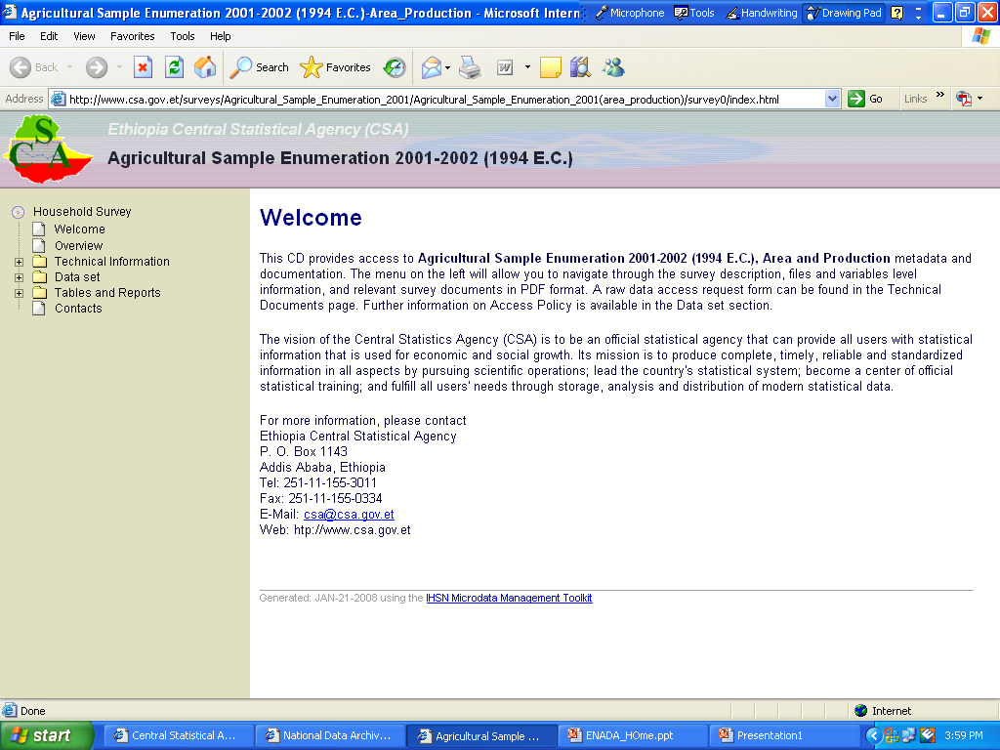 Agricultural Sample Enumeration 2001-2002 (1994 E.C.)-Area_Production - Microsoft Intern
Microphone Tools Handwriting Drawing Pad
File Edit View Favorites Tools Help
Back Search Favorites
Address http://www.csa.gov.et/surveys/Agricultural_Sample_Enumeration_2001/Agricultural_Sample_Enumeration_2001(area_production)/survey0/index.html Go Links »
CSA
Ethiopia Central Statistical Agency (CSA)
Agricultural Sample Enumeration 2001-2002 (1994 E.C.)
Household Survey
Welcome
Overview
Technical Information
Data set
Tables and Reports
Contacts
Welcome
This CD provides access to Agricultural Sample Enumeration 2001-2002 (1994 E.C.), Area and Production metadata and
documentation. The menu on the left will allow you to navigate through the survey description, files and variables level
information, and relevant survey documents in PDF format. A raw data access request form can be found in the Technical
Documents page. Further information on Access Policy is available in the Data set section.
The vision of the Central Statistics Agency (CSA) is to be an official statistical agency that can provide all users with statistical
information that is used for economic and social growth. Its mission is to produce complete, timely, reliable and standardized
information in all aspects by pursuing scientific operations; lead the country's statistical system; become a center of official
statistical training; and fulfill all users' needs through storage, analysis and distribution of modern statistical data.
For more information, please contact
Ethiopia Central Statistical Agency
P. O. Box 1143
Addis Ababa, Ethiopia
Tel: 251-11-155-3011
Fax: 251-11-155-0334
E-Mail: csa@csa.gov.et
Web: htp://www.csa.gov.et
Generated: JAN-21-2008 using the IHSN Microdata Management Toolkit
Done Internet
start Central Statistical A... National Data Archiv... Agricultural Sample ... ENADA_HOme.ppt Presentation1 3:59 PM